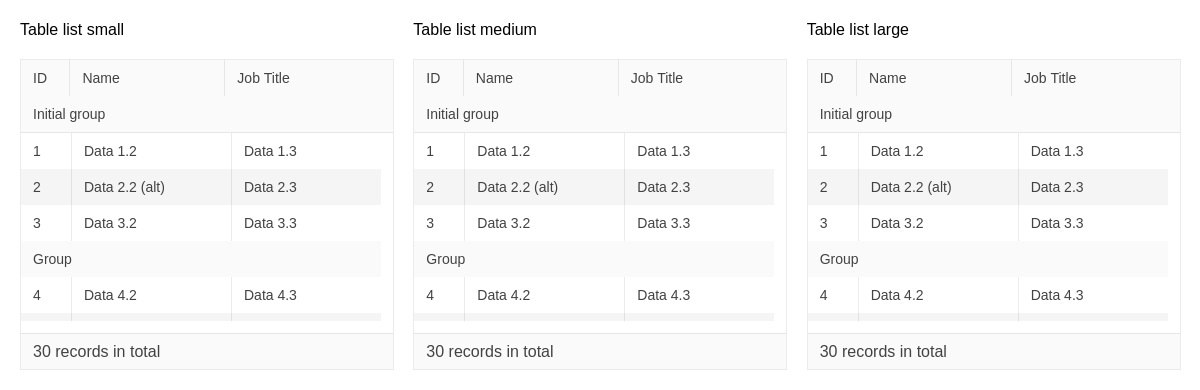 Table list small
ID Name Job Title
Initial group
1 Data 1.2 Data 1.3
2 Data 2.2 (alt) Data 2.3
3 Data 3.2 Data 3.3
Group
4 Data 4.2 Data 4.3
30 records in total
Table list medium
ID Name Job Title
Initial group
1 Data 1.2 Data 1.3
2 Data 2.2 (alt) Data 2.3
3 Data 3.2 Data 3.3
Group
4 Data 4.2 Data 4.3
30 records in total
Table list large
ID Name Job Title
Initial group
1 Data 1.2 Data 1.3
2 Data 2.2 (alt) Data 2.3
3 Data 3.2 Data 3.3
Group
4 Data 4.2 Data 4.3
30 records in total